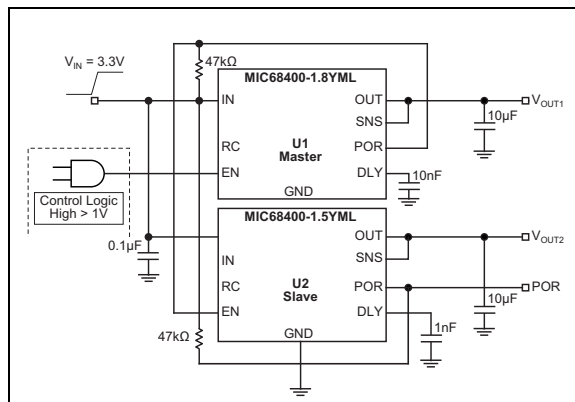 V_IN = 3.3V
47kΩ
MIC68400-1.8YML
IN
OUT
V_OUT1
SNS
10µF
RC
U1
Master
POR
EN
DLY
10nF
GND
Control Logic
High > 1V
MIC68400-1.5YML
0.1µF
OUT
V_OUT2
IN
SNS
RC
U2
Slave
POR
POR
EN
DLY
10µF
47kΩ
GND
1nF